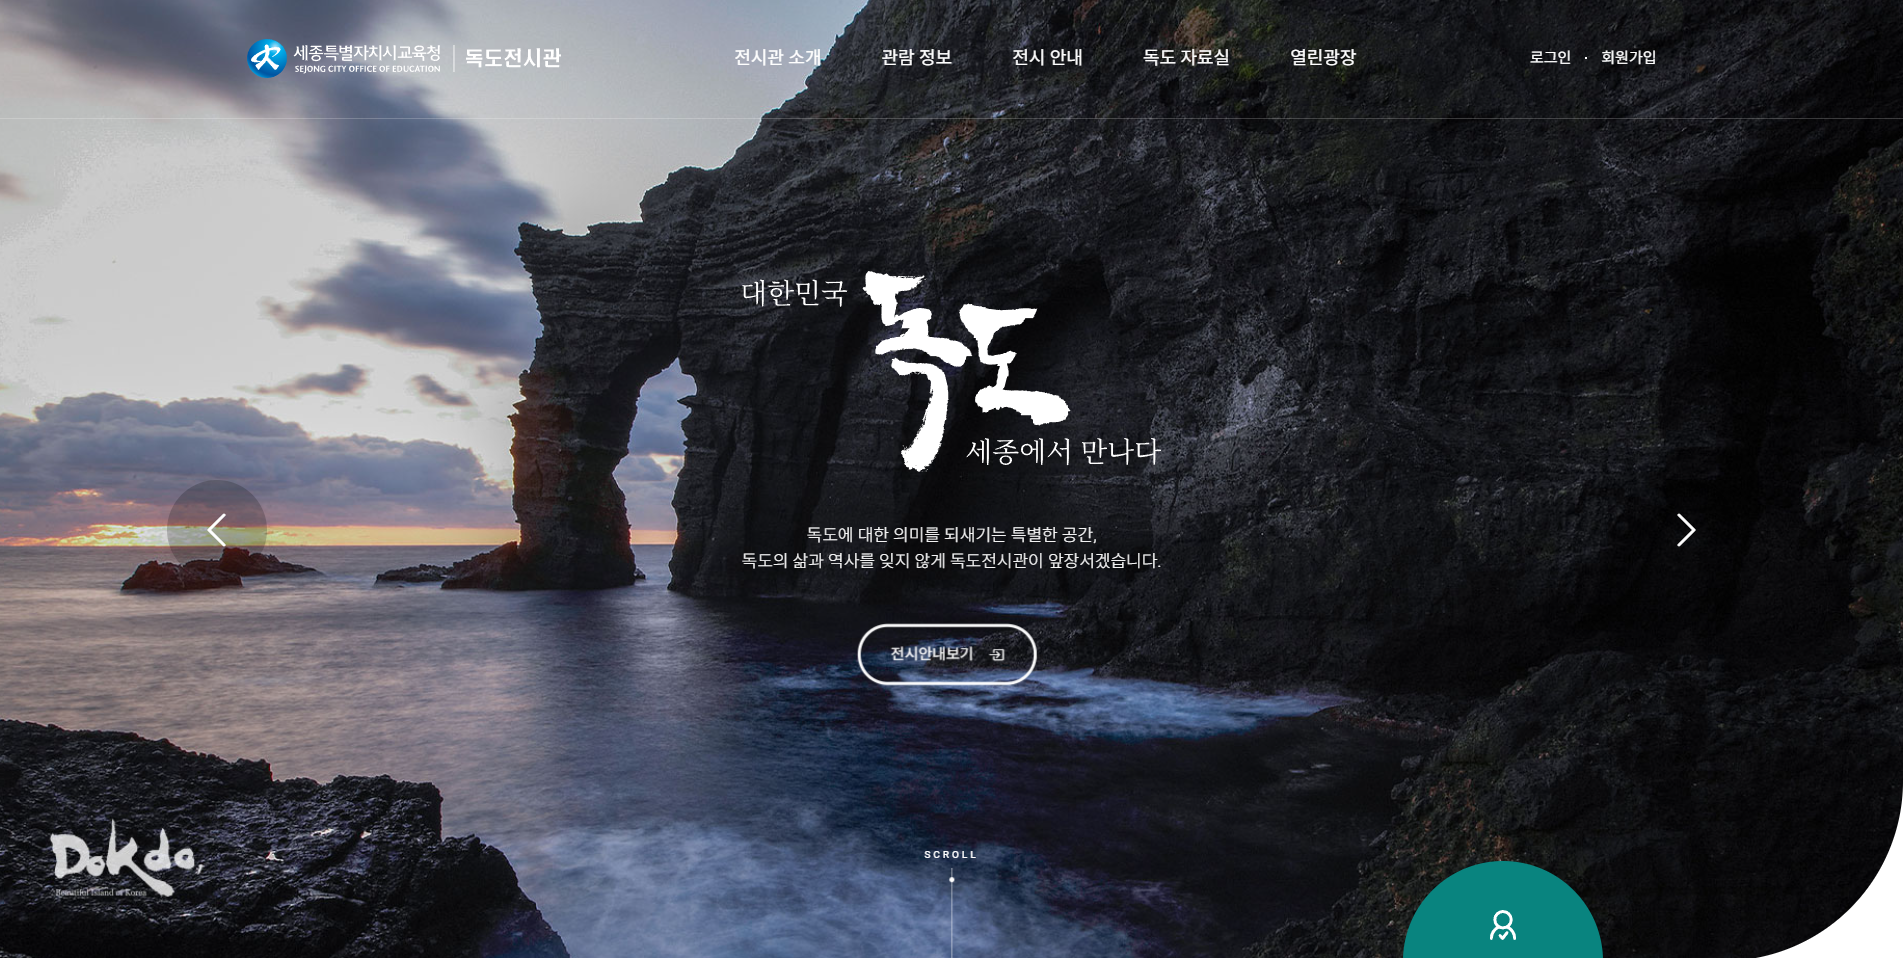 세종특별자치시교육청
SEJONG CITY OFFICE OF EDUCATION
독도전시관
전시관 소개
관람 정보
전시 안내
독도 자료실
열린광장
로그인 · 회원가입
대한민국
독도
세종에서 만나다
독도에 대한 의미를 되새기는 특별한 공간,
독도의 삶과 역사를 잊지 않게 독도전시관이 앞장서겠습니다.
전시안내보기
SCROLL
Dokdo,
Beautiful Island of Korea